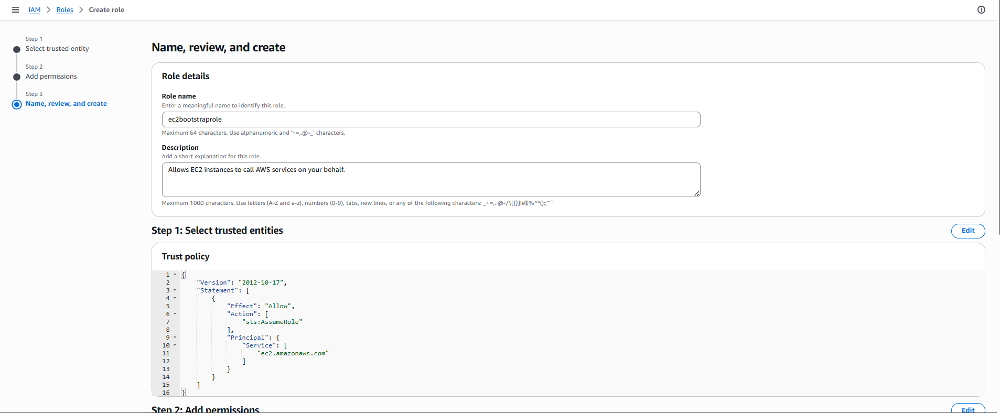 IAM > Roles > Create role
Step 1
Select trusted entity
Step 2
Add permissions
Step 3
Name, review, and create
Name, review, and create
Role details
Role name
Enter a meaningful name to identify this role.
ec2bootstraprole
Maximum 64 characters. Use alphanumeric and '+=,.@-_' characters.
Description
Add a short explanation for this role.
Allows EC2 instances to call AWS services on your behalf.
Maximum 1000 characters. Use letters (A-Z and a-z), numbers (0-9), tabs, new lines, or any of the following characters: _+=,. @-/\[{}]!#$%^*();:"'`
Step 1: Select trusted entities
Edit
Trust policy
1 {
2     "Version": "2012-10-17",
3     "Statement": [
4         {
5             "Effect": "Allow",
6             "Action": [
7                 "sts:AssumeRole"
8             ],
9             "Principal": {
10                 "Service": [
11                     "ec2.amazonaws.com"
12                 ]
13             }
14         }
15     ]
16 }
Step 2: Add permissions
Edit